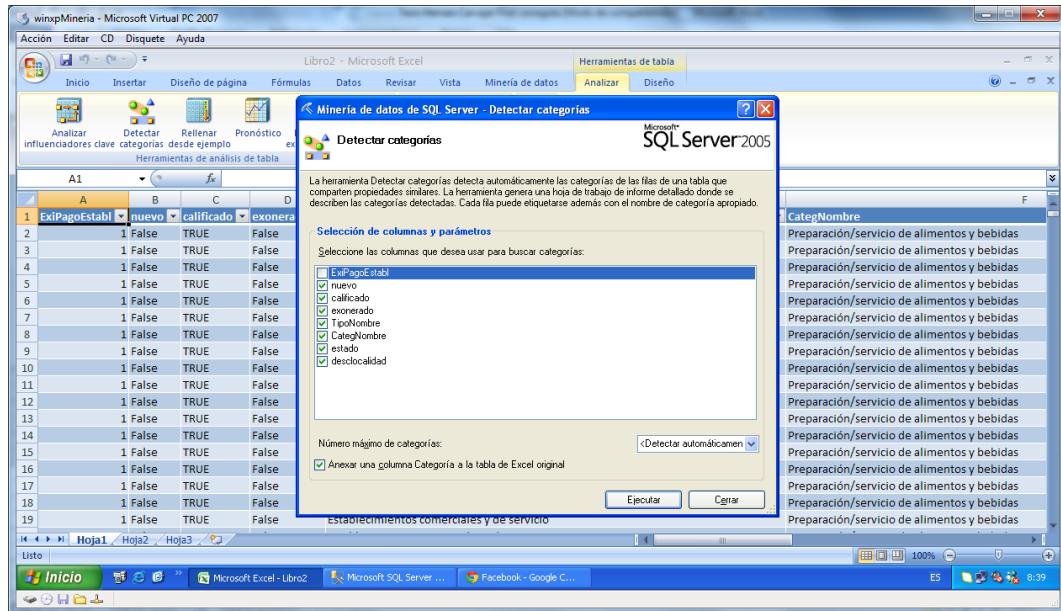 winxpMineria - Microsoft Virtual PC 2007
Acción Editar CD Disquete Ayuda
Libro2 - Microsoft Excel
Herramientas de tabla
Inicio Insertar Diseño de página Fórmulas Datos Revisar Vista Minería de datos Analizar Diseño
Analizar influenciadores clave
Detectar categorías
Rellenar desde ejemplo
Pronóstico
ex
Herramientas de análisis de tabla
A1
fx
A B C D F
1 ExiPagoEstabl nuevo calificado exonera CategNombre
2 1 False TRUE False Preparación/servicio de alimentos y bebidas
3 1 False TRUE False Preparación/servicio de alimentos y bebidas
4 1 False TRUE False Preparación/servicio de alimentos y bebidas
5 1 False TRUE False Preparación/servicio de alimentos y bebidas
6 1 False TRUE False Preparación/servicio de alimentos y bebidas
7 1 False TRUE False Preparación/servicio de alimentos y bebidas
8 1 False TRUE False Preparación/servicio de alimentos y bebidas
9 1 False TRUE False Preparación/servicio de alimentos y bebidas
10 1 False TRUE False Preparación/servicio de alimentos y bebidas
11 1 False TRUE False Preparación/servicio de alimentos y bebidas
12 1 False TRUE False Preparación/servicio de alimentos y bebidas
13 1 False TRUE False Preparación/servicio de alimentos y bebidas
14 1 False TRUE False Preparación/servicio de alimentos y bebidas
15 1 False TRUE False Preparación/servicio de alimentos y bebidas
16 1 False TRUE False Preparación/servicio de alimentos y bebidas
17 1 False TRUE False Preparación/servicio de alimentos y bebidas
18 1 False TRUE False Preparación/servicio de alimentos y bebidas
19 1 False TRUE False Establecimientos comerciales y de servicio Preparación/servicio de alimentos y bebidas
Minería de datos de SQL Server - Detectar categorías
Detectar categorías
Microsoft
SQL Server 2005
La herramienta Detectar categorías detecta automáticamente las categorías de las filas de una tabla que
comparten propiedades similares. La herramienta genera una hoja de trabajo de informe detallado donde se
describen las categorías detectadas. Cada fila puede etiquetarse además con el nombre de categoría apropiado.
Selección de columnas y parámetros
Seleccione las columnas que desea usar para buscar categorías:
ExiPagoEstabl
nuevo
calificado
exonerado
TipoNombre
CategNombre
estado
desclocalidad
Número máximo de categorías:
<Detectar automáticamen
Anexar una columna Categoría a la tabla de Excel original
Ejecutar Cerrar
Hoja1 Hoja2 Hoja3
Listo
100%
Inicio
Microsoft Excel - Libro2
Microsoft SQL Server ...
Facebook - Google C...
ES
8:39